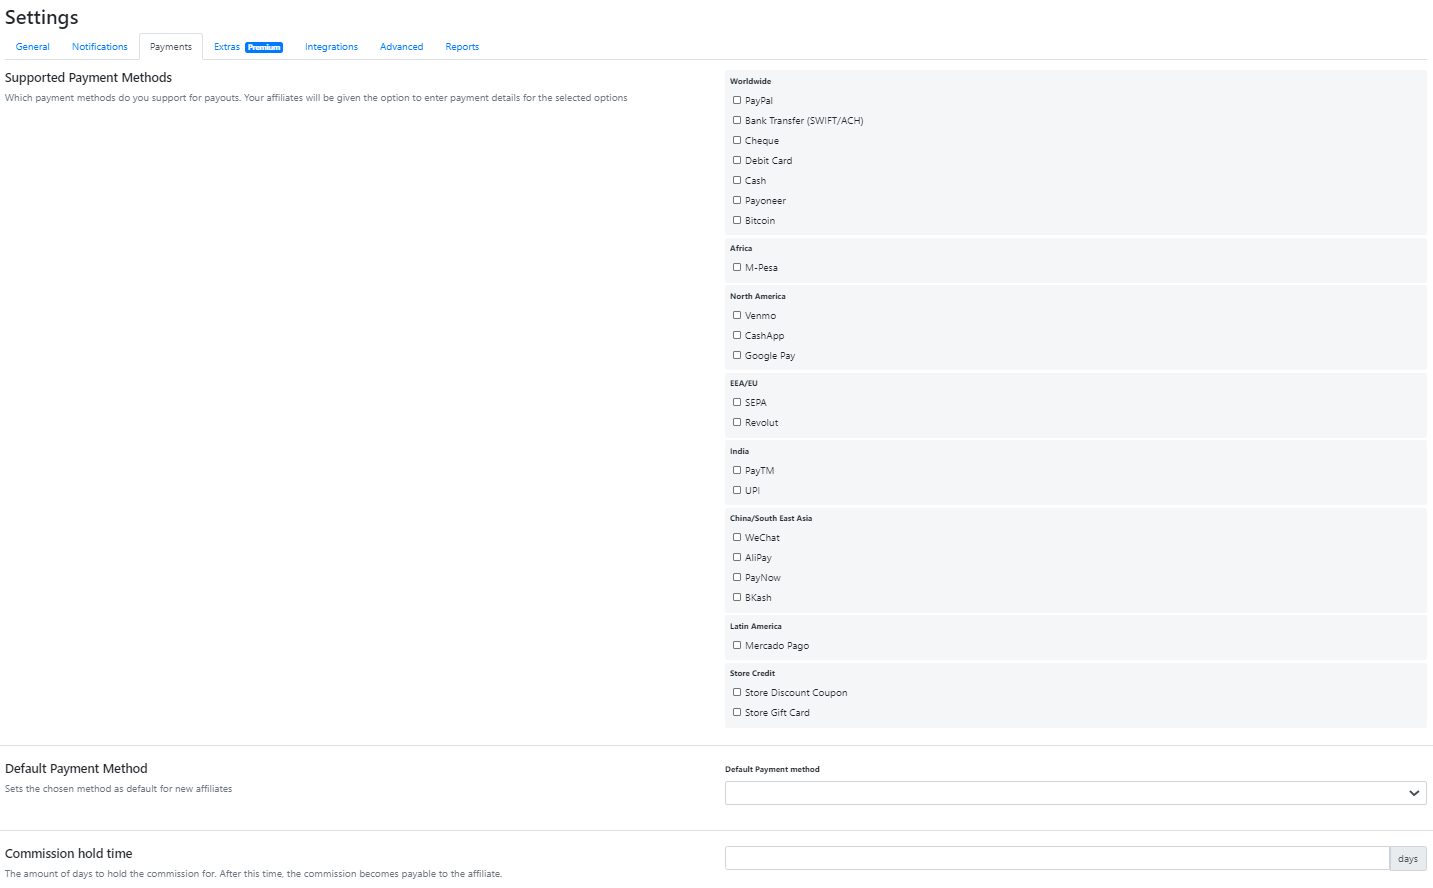 Settings
General Notifications Payments Extras Premium Integrations Advanced Reports
Supported Payment Methods
Which payment methods do you support for payouts. Your affiliates will be given the option to enter payment details for the selected options
Worldwide
PayPal
Bank Transfer (SWIFT/ACH)
Cheque
Debit Card
Cash
Payoneer
Bitcoin
Africa
M-Pesa
North America
Venmo
CashApp
Google Pay
EEA/EU
SEPA
Revolut
India
PayTM
UPI
China/South East Asia
WeChat
AliPay
PayNow
BKash
Latin America
Mercado Pago
Store Credit
Store Discount Coupon
Store Gift Card
Default Payment Method
Sets the chosen method as default for new affiliates
Default Payment method
Commission hold time
The amount of days to hold the commission for. After this time, the commission becomes payable to the affiliate.
days